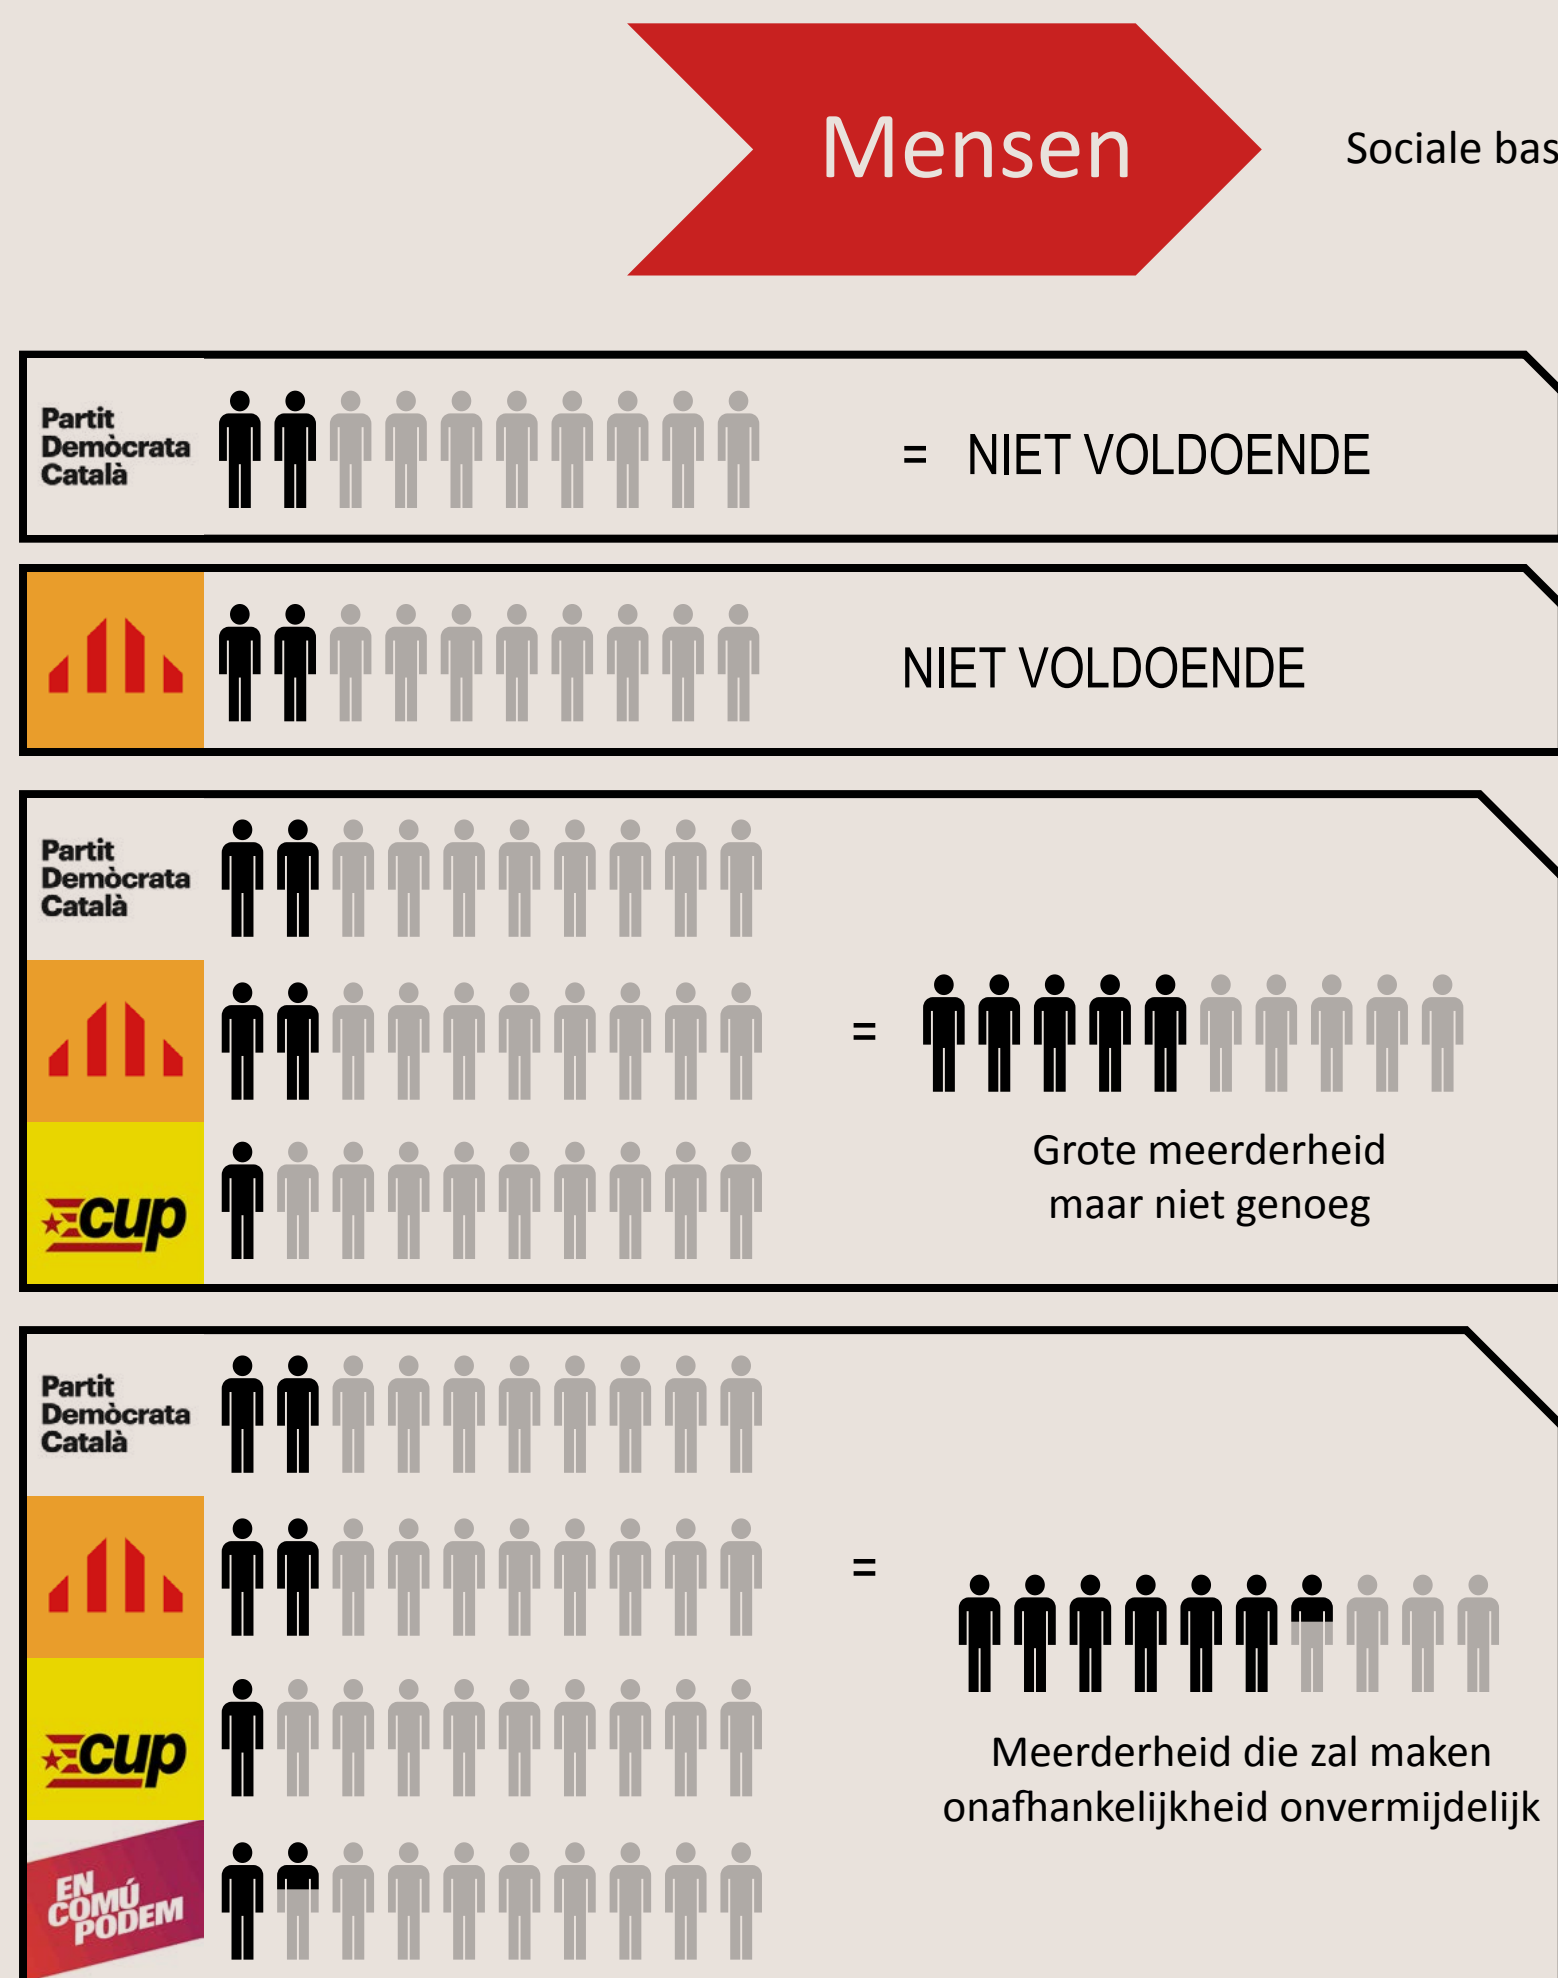 Mensen
Sociale bas
Partit
Demòcrata
Català
= NIET VOLDOENDE
NIET VOLDOENDE
Partit
Demòcrata
Català
=
cup
Grote meerderheid
maar niet genoeg
Partit
Demòcrata
Català
=
cup
Meerderheid die zal maken
onafhankelijkheid onvermijdelijk
EN
COMÚ
PODEM